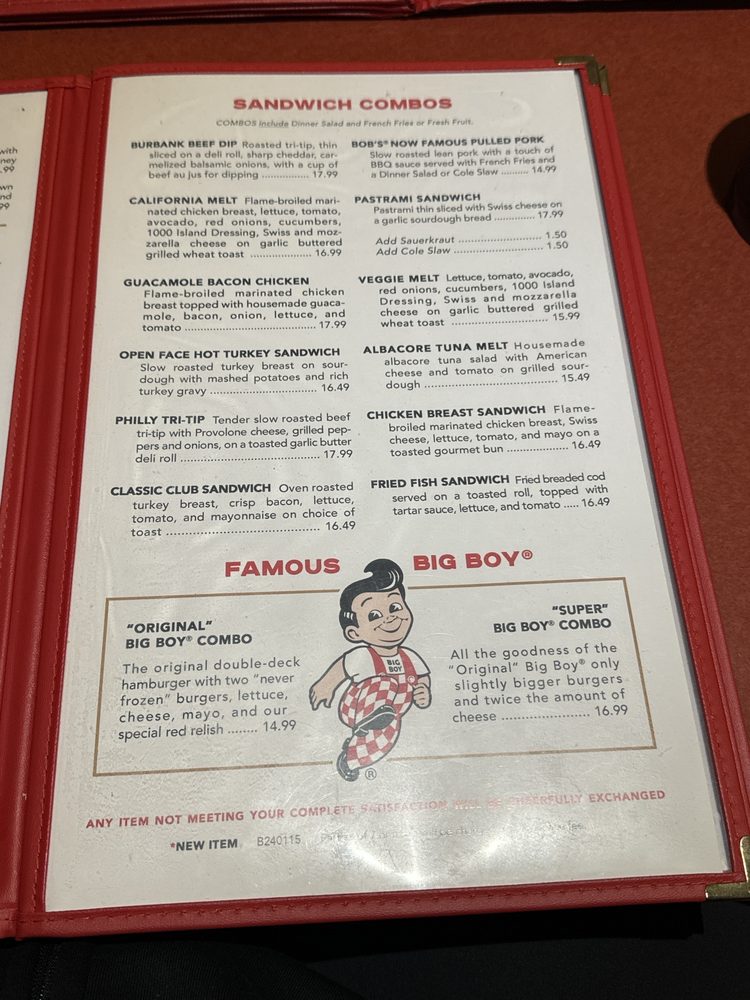 with
ney
.99
wn
nd
99
SANDWICH COMBOS
COMBOS include Dinner Salad and French Fries or Fresh Fruit.
BURBANK BEEF DIP Roasted tri-tip, thin
sliced on a deli roll, sharp cheddar, car-
melized balsamic onions, with a cup of
beef au jus for dipping .............. 17.99
CALIFORNIA MELT Flame-broiled mari-
nated chicken breast, lettuce, tomato,
avocado, red onions, cucumbers,
1000 Island Dressing, Swiss and moz-
zarella cheese on garlic buttered
grilled wheat toast .................... 16.99
GUACAMOLE BACON CHICKEN
Flame-broiled marinated chicken
breast topped with housemade guaca-
mole, bacon, onion, lettuce, and
tomato .................................... 17.99
OPEN FACE HOT TURKEY SANDWICH
Slow roasted turkey breast on sour-
dough with mashed potatoes and rich
turkey gravy ............................. 16.49
PHILLY TRI-TIP Tender slow roasted beef
tri-tip with Provolone cheese, grilled pep-
pers and onions, on a toasted garlic butter
deli roll ...................................... 17.99
CLASSIC CLUB SANDWICH Oven roasted
turkey breast, crisp bacon, lettuce,
tomato, and mayonnaise on choice of
toast ......................................... 16.49
BOB'S® NOW FAMOUS PULLED PORK
Slow roasted lean pork with a touch of
BBQ sauce served with French Fries and
a Dinner Salad or Cole Slaw ......... 14.99
PASTRAMI SANDWICH
Pastrami thin sliced with Swiss cheese on
a garlic sourdough bread .............. 17.99
Add Sauerkraut ........................... 1.50
Add Cole Slaw ............................ 1.50
VEGGIE MELT Lettuce, tomato, avocado,
red onions, cucumbers, 1000 Island
Dressing, Swiss and mozzarella
cheese on garlic buttered grilled
wheat toast .............................. 15.99
ALBACORE TUNA MELT Housemade
albacore tuna salad with American
cheese and tomato on grilled sour-
dough ...................................... 15.49
CHICKEN BREAST SANDWICH Flame-
broiled marinated chicken breast, Swiss
cheese, lettuce, tomato, and mayo on a
toasted gourmet bun ................... 16.49
FRIED FISH SANDWICH Fried breaded cod
served on a toasted roll, topped with
tartar sauce, lettuce, and tomato ..... 16.49
FAMOUS BIG BOY®
"ORIGINAL"
BIG BOY® COMBO
The original double-deck
hamburger with two "never
frozen" burgers, lettuce,
cheese, mayo, and our
special red relish ........ 14.99
BIG
BOY
®
"SUPER"
BIG BOY® COMBO
All the goodness of the
"Original" Big Boy® only
slightly bigger burgers
and twice the amount of
cheese ...................... 16.99
ANY ITEM NOT MEETING YOUR COMPLETE SATISFACTION WILL BE CHEERFULLY EXCHANGED
*NEW ITEM B240115